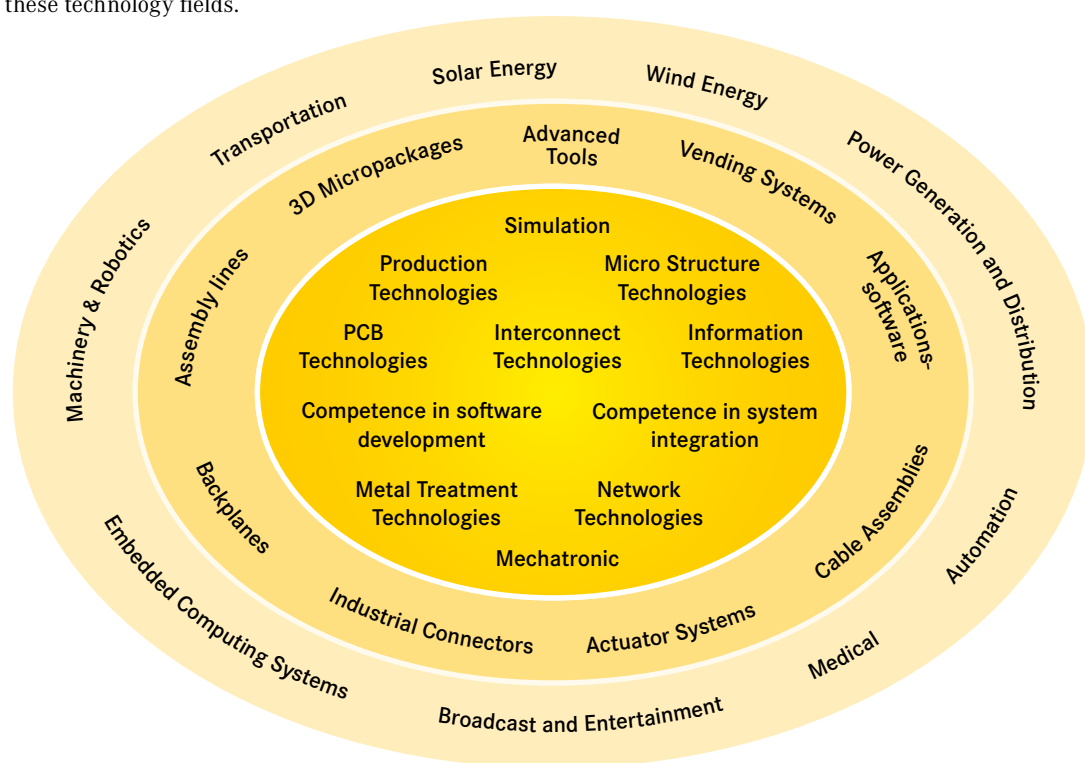 these technology fields.
Solar Energy
Wind Energy
Transportation
Power Generation and Distribution
Machinery & Robotics
Automation
Embedded Computing Systems
Medical
Broadcast and Entertainment
Advanced
Tools
3D Micropackages
Vending Systems
Assembly lines
Applications-
software
Backplanes
Cable Assemblies
Industrial Connectors
Actuator Systems
Simulation
Production
Technologies
Micro Structure
Technologies
PCB
Technologies
Interconnect
Technologies
Information
Technologies
Competence in software
development
Competence in system
integration
Metal Treatment
Technologies
Network
Technologies
Mechatronic